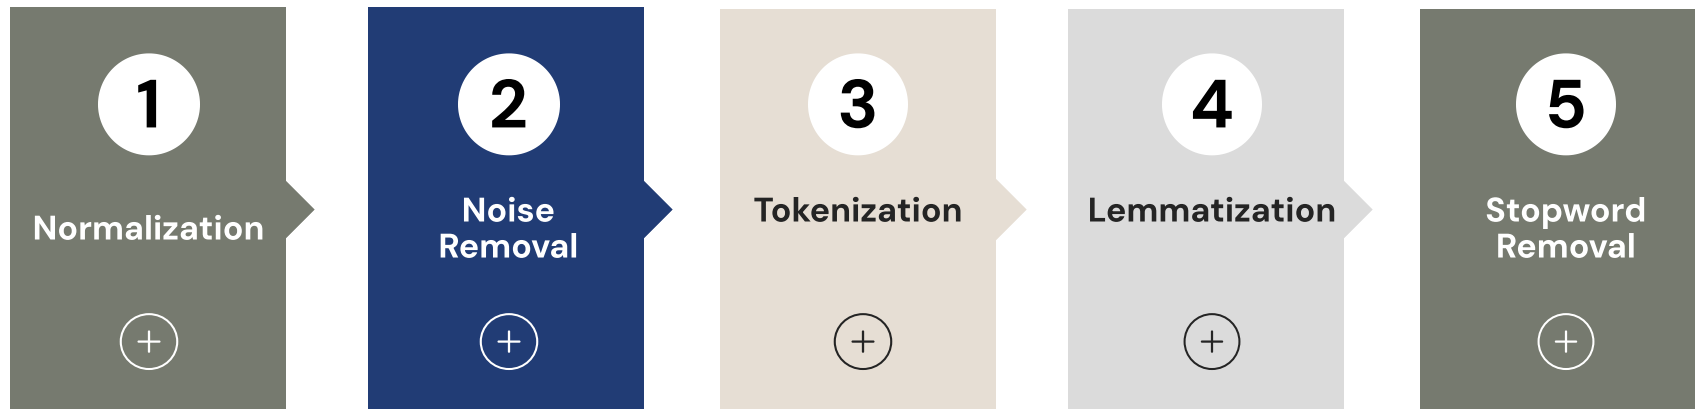 1
Normalization
2
Noise
Removal
3
Tokenization
4
Lemmatization
5
Stopword
Removal